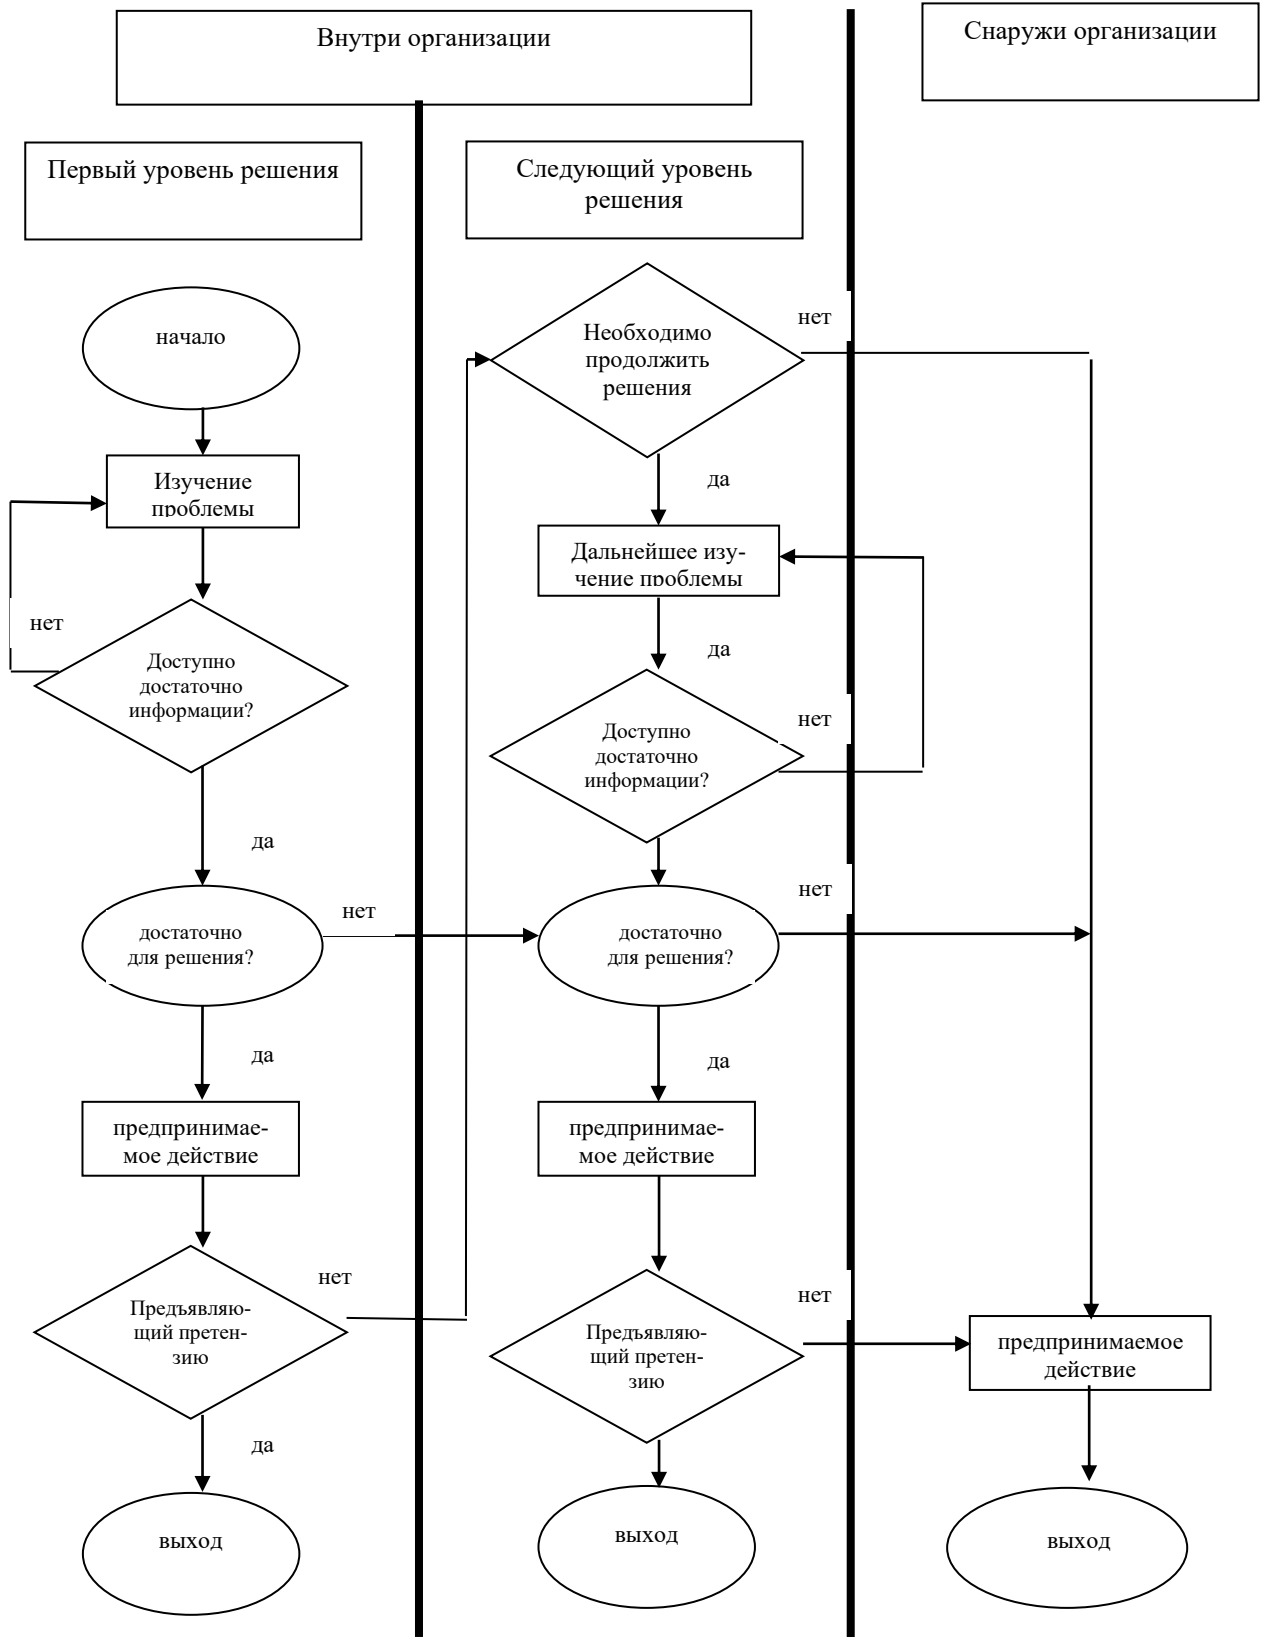 Внутри организации
Снаружи организации
Первый уровень решения
Следующий уровень
решения
начало
Изучение
проблемы
нет
Доступно
достаточно
информации?
да
достаточно
для решения?
нет
да
предпринимае-
мое действие
Предъявляю-
щий претен-
зию
нет
да
выход
Необходимо
продолжить
решения
нет
да
Дальнейшее изу-
чение проблемы
да
Доступно
достаточно
информации?
нет
достаточно
для решения?
нет
да
предпринимае-
мое действие
Предъявляю-
щий претен-
зию
нет
выход
предпринимаемое
действие
выход